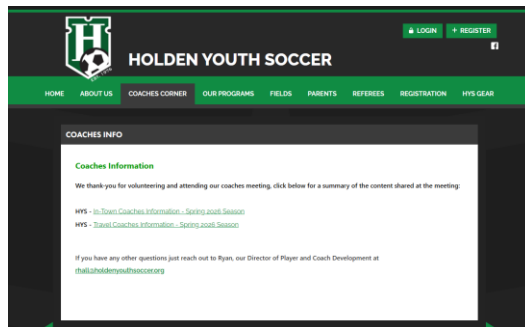 H
EST. 1978
LOGIN
+ REGISTER
HOLDEN YOUTH SOCCER
HOME ABOUT US COACHES CORNER OUR PROGRAMS FIELDS PARENTS REFEREES REGISTRATION HYS GEAR
COACHES INFO
Coaches Information
We thank-you for volunteering and attending our coaches meeting, click below for a summary of the content shared at the meeting:
HYS - In-Town Coaches Information - Spring 2026 Season
HYS - Travel Coaches Information - Spring 2026 Season
If you have any other questions just reach out to Ryan, our Director of Player and Coach Development at
rhall@holdenyouthsoccer.org